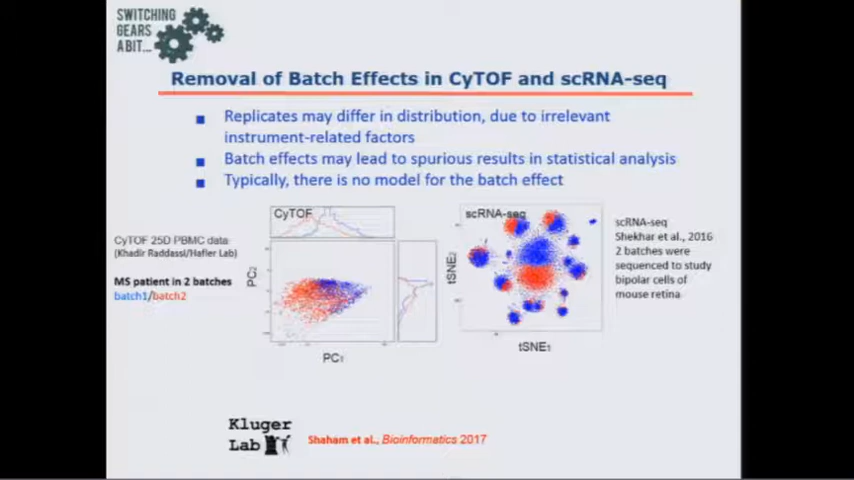 SWITCHING
GEARS
A BIT...
Removal of Batch Effects in CyTOF and scRNA-seq
Replicates may differ in distribution, due to irrelevant
instrument-related factors
Batch effects may lead to spurious results in statistical analysis
Typically, there is no model for the batch effect
CyTOF 25D PBMC data
(Khadir Raddassi/Hafler Lab)
MS patient in 2 batches
batch1/batch2
CyTOF
PC2
PC1
scRNA-seq
tSNE2
tSNE1
scRNA-seq
Shekhar et al., 2016
2 batches were
sequenced to study
bipolar cells of
mouse retina
Kluger
Lab
Shaham et al., Bioinformatics 2017